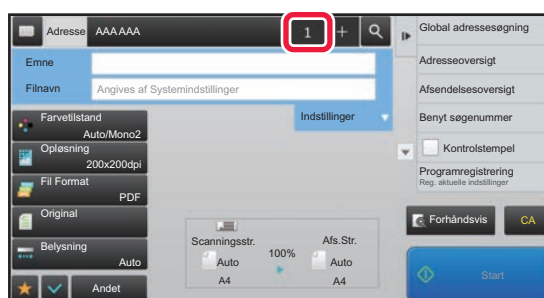 Adresse AAA AAA 1 +
Emne
Filnavn Angives af Systemindstillinger
Indstillinger
Farvetilstand
Auto/Mono2
Opløsning
200x200dpi
Fil Format
PDF
Original
Belysning
Auto
Andet
Scanningsstr.
Auto
A4
100%
Afs.Str.
Auto
A4
Global adressesøgning
Adresseoversigt
Afsendelsesoversigt
Benyt søgenummer
Kontrolstempel
Programregistrering
Reg. aktuelle indstillinger
Forhåndsvis CA
Start